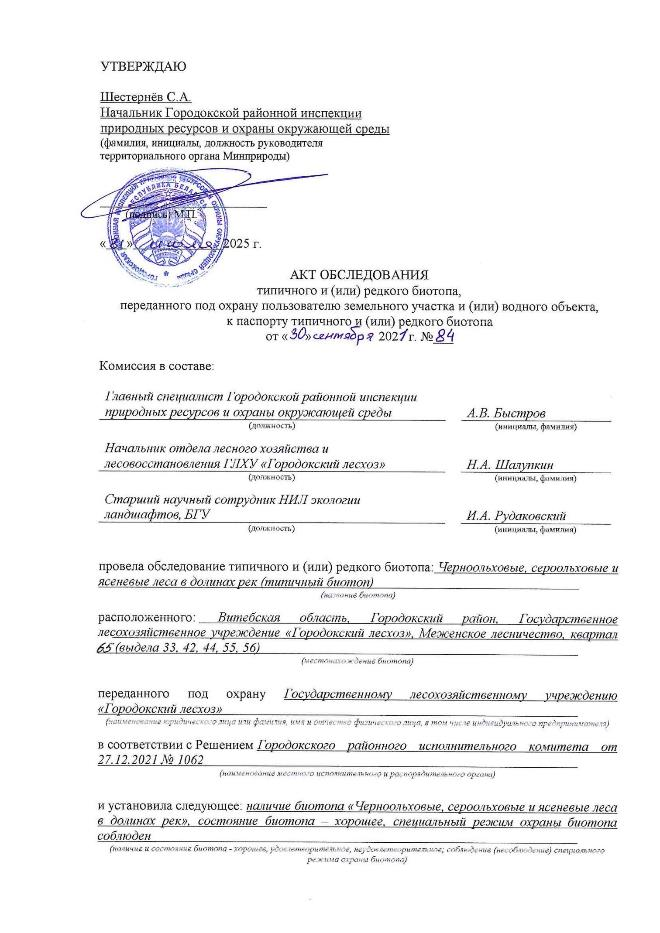 УТВЕРЖДАЮ
Шестернёв С.А.
Начальник Городокской районной инспекции
природных ресурсов и охраны окружающей среды
(фамилия, инициалы, должность руководителя
территориального органа Минприроды)
(подпись) М.П.
РЕСПУБЛИКА БЕЛАРУСЬ
« » 2025 г.
АКТ ОБСЛЕДОВАНИЯ
типичного и (или) редкого биотопа,
переданного под охрану пользователю земельного участка и (или) водного объекта,
к паспорту типичного и (или) редкого биотопа
от «30» сентября 2021 г. № 84
Комиссия в составе:
Главный специалист Городокской районной инспекции
природных ресурсов и охраны окружающей среды А.В. Быстров
(должность) (инициалы, фамилия)
Начальник отдела лесного хозяйства и
лесовосстановления ГЛХУ «Городокский лесхоз» Н.А. Шалупкин
(должность) (инициалы, фамилия)
Старший научный сотрудник НИЛ экологии
ландшафтов, БГУ И.А. Рудаковский
(должность) (инициалы, фамилия)
провела обследование типичного и (или) редкого биотопа: Черноольховые, сероольховые и
ясеневые леса в долинах рек (типичный биотоп)
(название биотопа)
расположенного: Витебская область, Городокский район, Государственное
лесохозяйственное учреждение «Городокский лесхоз», Меженское лесничество, квартал
65 (выдела 33, 42, 44, 55, 56)
(местонахождение биотопа)
переданного под охрану Государственному лесохозяйственному учреждению
«Городокский лесхоз»
(наименование юридического лица или фамилия, имя и отчество физического лица, в том числе индивидуального предпринимателя)
в соответствии с Решением Городокского районного исполнительного комитета от
27.12.2021 № 1062
(наименование местного исполнительного и распорядительного органа)
и установила следующее: наличие биотопа «Черноольховые, сероольховые и ясеневые леса
в долинах рек», состояние биотопа – хорошее, специальный режим охраны биотопа
соблюден
(наличие и состояние биотопа - хорошее, удовлетворительное, неудовлетворительное; соблюдение (несоблюдение) специального
режима охраны биотопа)